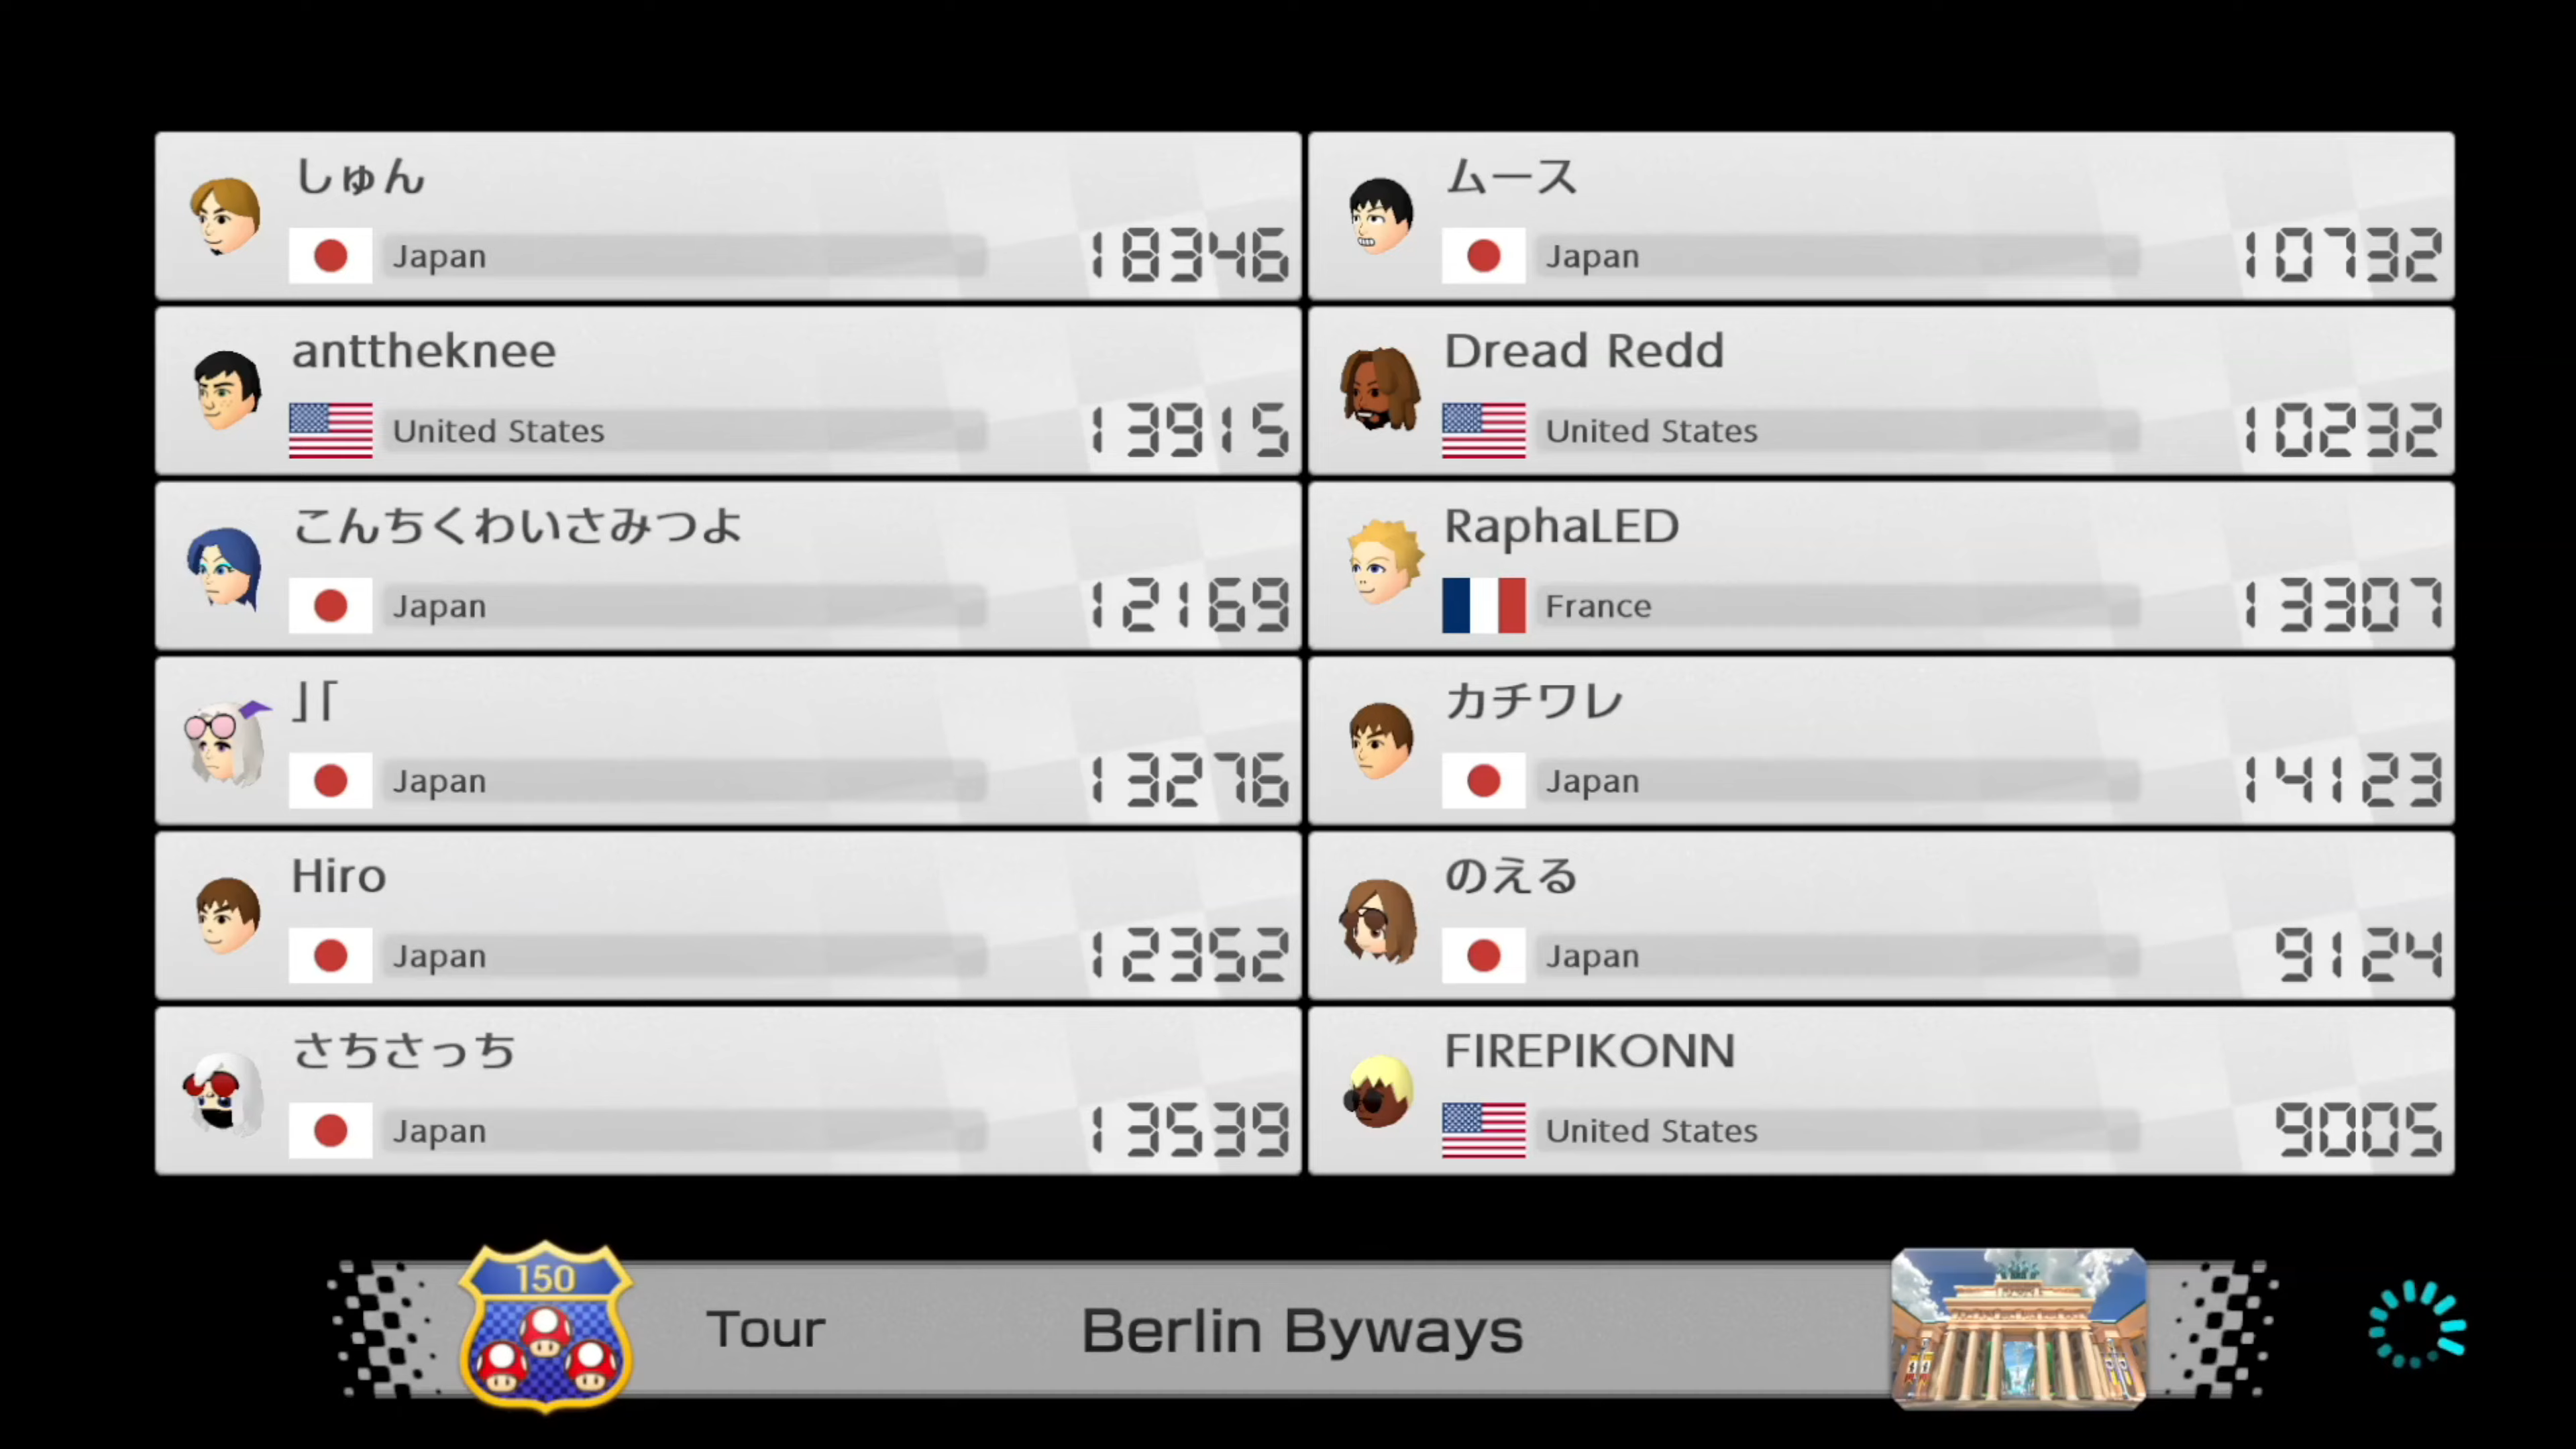 しゅん
Japan 18346
ムース
Japan 10732
anttheknee
United States 13915
Dread Redd
United States 10232
こんちくわいさみつよ
Japan 12169
RaphaLED
France 13307
」「
Japan 13276
カチワレ
Japan 14123
Hiro
Japan 12352
のえる
Japan 9124
さちさっち
Japan 13539
FIREPIKONN
United States 9005
150
Tour Berlin Byways